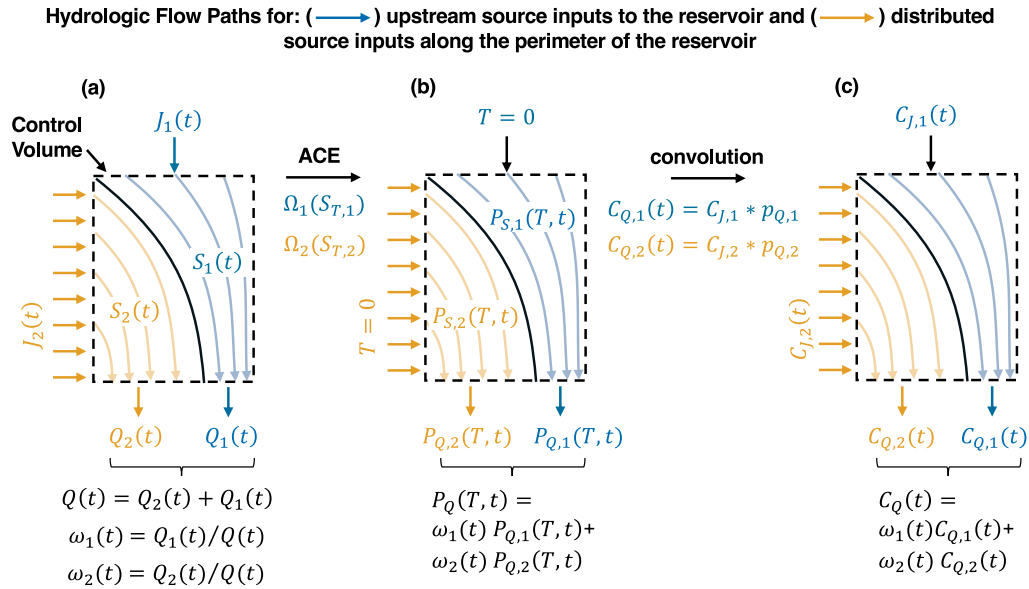 Hydrologic Flow Paths for: (⟶) upstream source inputs to the reservoir and (⟶) distributed
source inputs along the perimeter of the reservoir
(a)
Control
Volume
J₁(t)
S₁(t)
S₂(t)
J₂(t)
Q₂(t)
Q₁(t)
Q(t) = Q₂(t) + Q₁(t)
ω₁(t) = Q₁(t)/Q(t)
ω₂(t) = Q₂(t)/Q(t)
ACE
Ω₁(S_{T,1})
Ω₂(S_{T,2})
(b)
T = 0
P_{S,1}(T, t)
P_{S,2}(T, t)
T = 0
P_{Q,2}(T, t)
P_{Q,1}(T, t)
P_Q(T, t) =
ω₁(t) P_{Q,1}(T, t)+
ω₂(t) P_{Q,2}(T, t)
convolution
C_{Q,1}(t) = C_{J,1} * p_{Q,1}
C_{Q,2}(t) = C_{J,2} * p_{Q,2}
(c)
C_{J,1}(t)
C_{J,2}(t)
C_{Q,2}(t)
C_{Q,1}(t)
C_Q(t) =
ω₁(t)C_{Q,1}(t)+
ω₂(t) C_{Q,2}(t)